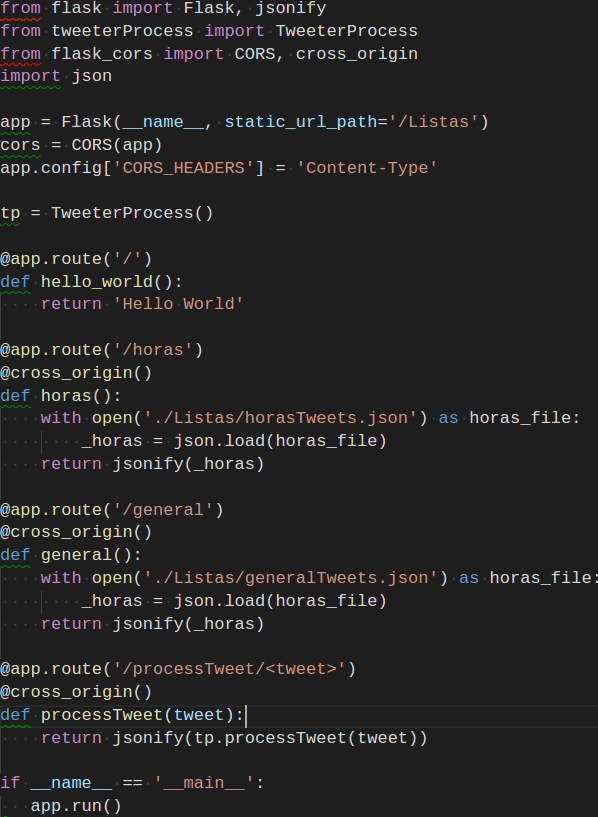 from flask import Flask, jsonify
from tweeterProcess import TweeterProcess
from flask_cors import CORS, cross_origin
import json

app = Flask(__name__, static_url_path='/Listas')
cors = CORS(app)
app.config['CORS_HEADERS'] = 'Content-Type'

tp = TweeterProcess()

@app.route('/')
def hello_world():
    return 'Hello World'

@app.route('/horas')
@cross_origin()
def horas():
    with open('./Listas/horasTweets.json') as horas_file:
        _horas = json.load(horas_file)
    return jsonify(_horas)

@app.route('/general')
@cross_origin()
def general():
    with open('./Listas/generalTweets.json') as horas_file:
        _horas = json.load(horas_file)
    return jsonify(_horas)

@app.route('/processTweet/<tweet>')
@cross_origin()
def processTweet(tweet):
    return jsonify(tp.processTweet(tweet))

if __name__ == '__main__':
   app.run()